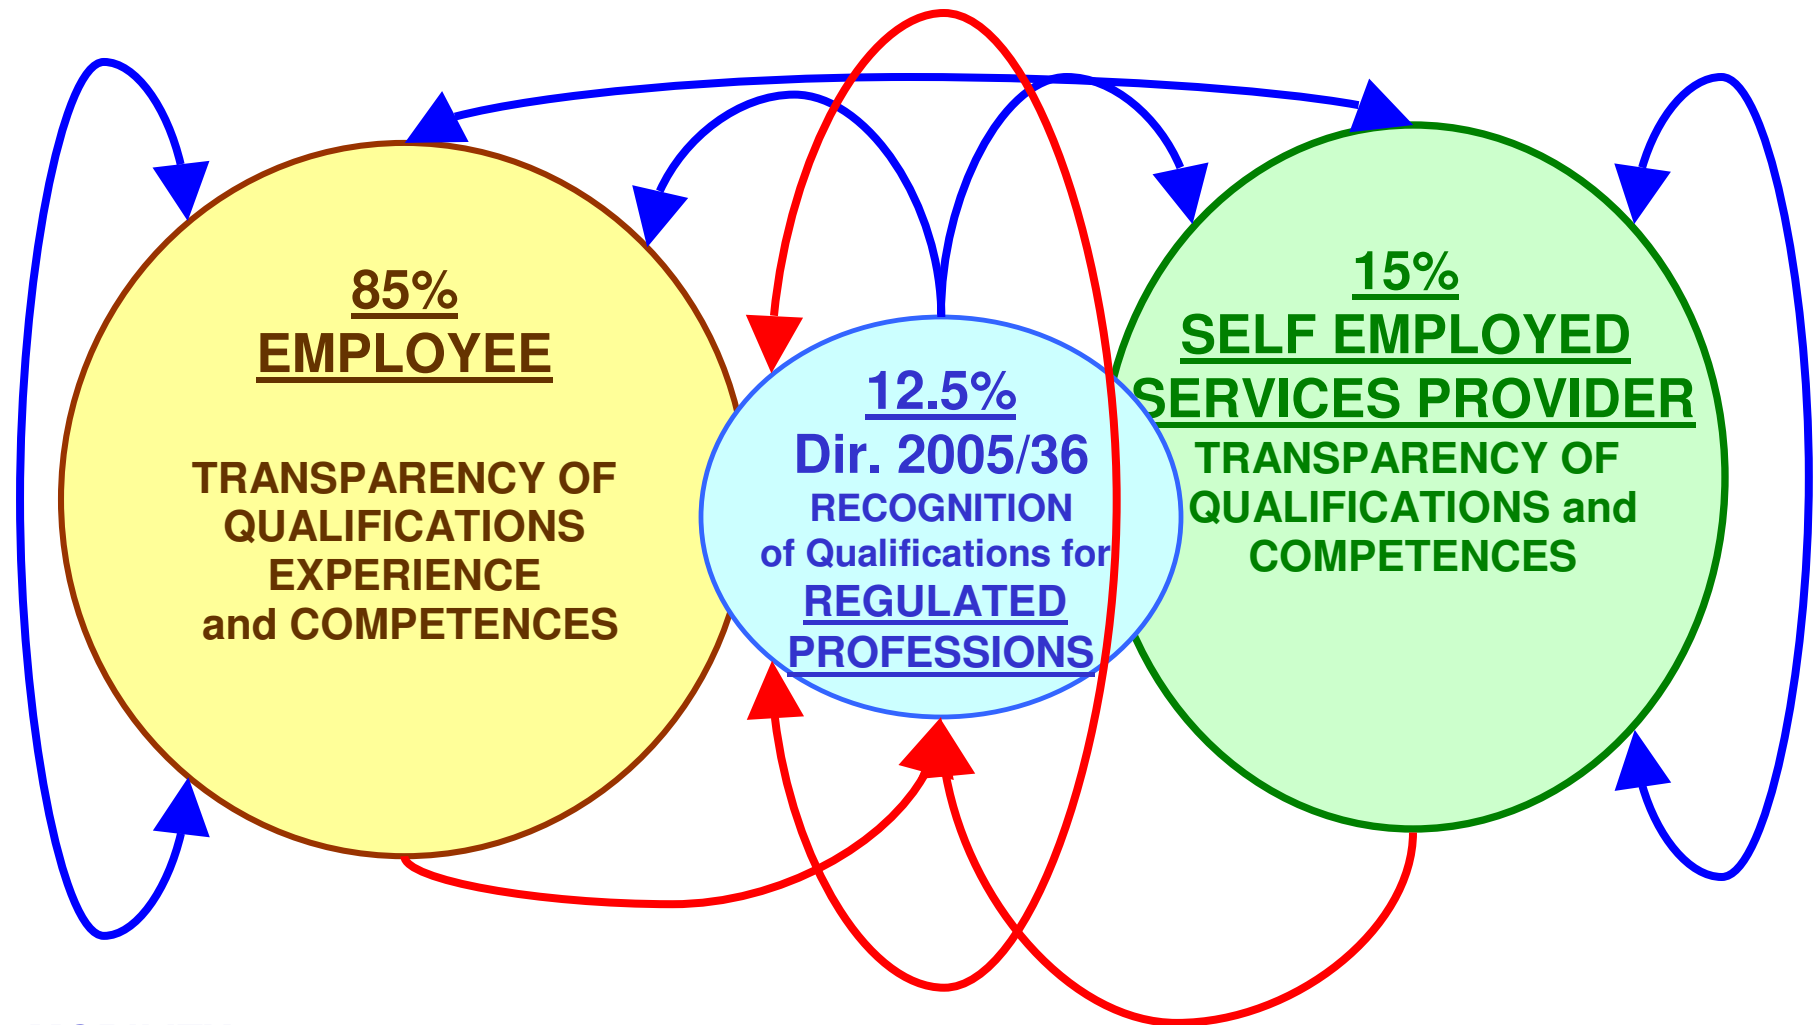 85%
EMPLOYEE
TRANSPARENCY OF
QUALIFICATIONS
EXPERIENCE
and COMPETENCES
12.5%
Dir. 2005/36
RECOGNITION
of Qualifications for
REGULATED
PROFESSIONS
15%
SELF EMPLOYED
SERVICES PROVIDER
TRANSPARENCY OF
QUALIFICATIONS and
COMPETENCES